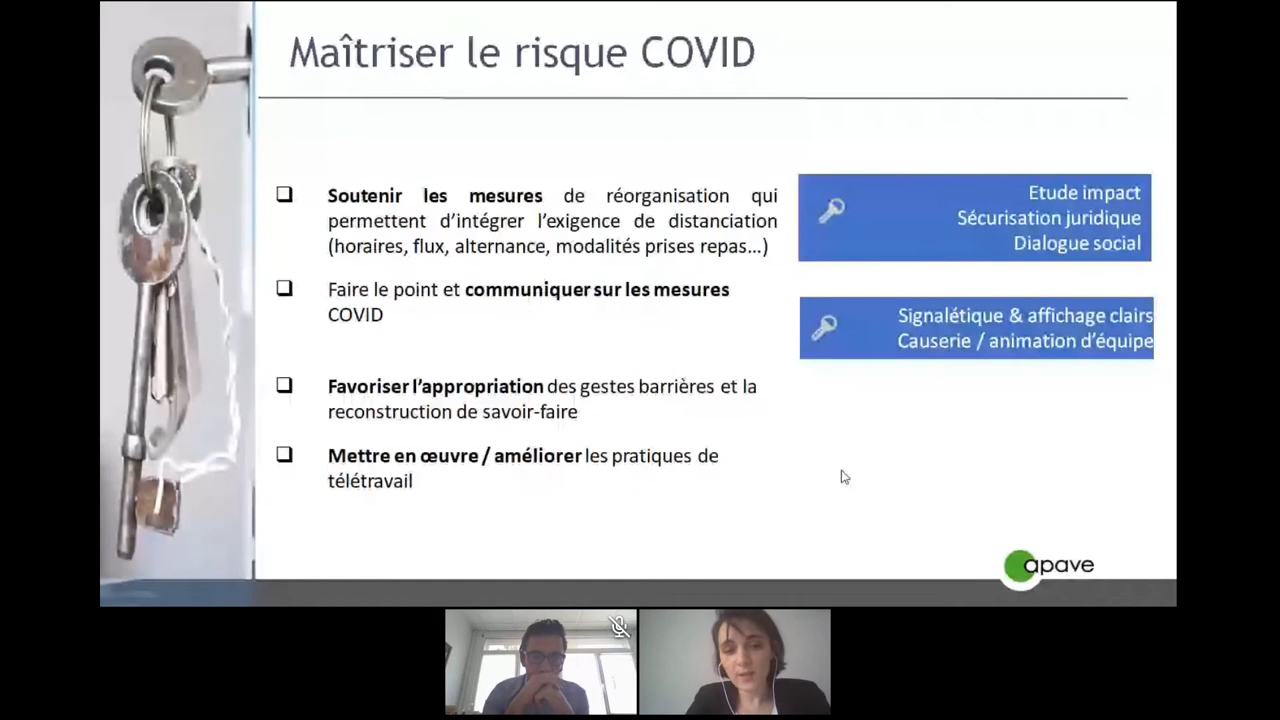 Maîtriser le risque COVID
❑ Soutenir les mesures de réorganisation qui
permettent d’intégrer l’exigence de distanciation
(horaires, flux, alternance, modalités prises repas…)
Etude impact
Sécurisation juridique
Dialogue social
❑ Faire le point et communiquer sur les mesures
COVID
Signalétique & affichage clairs
Causerie / animation d’équipe
❑ Favoriser l’appropriation des gestes barrières et la
reconstruction de savoir-faire
❑ Mettre en œuvre / améliorer les pratiques de
télétravail
apave